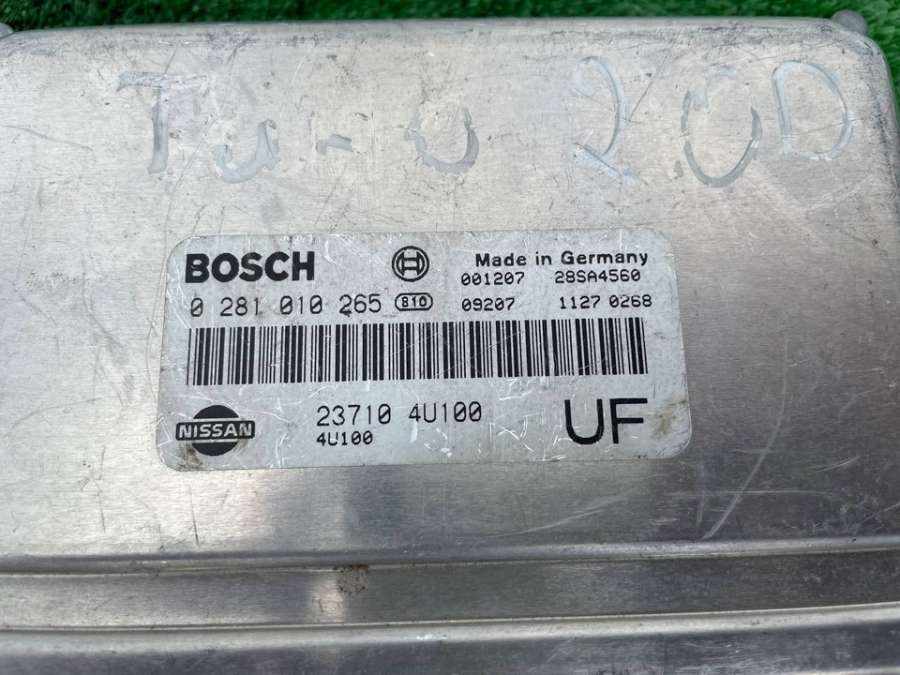 Tu-o 2.0D
BOSCH Made in Germany
001207 28SA4560
0 281 010 265 810 09207 1127 0268
NISSAN 23710 4U100 UF
4U100